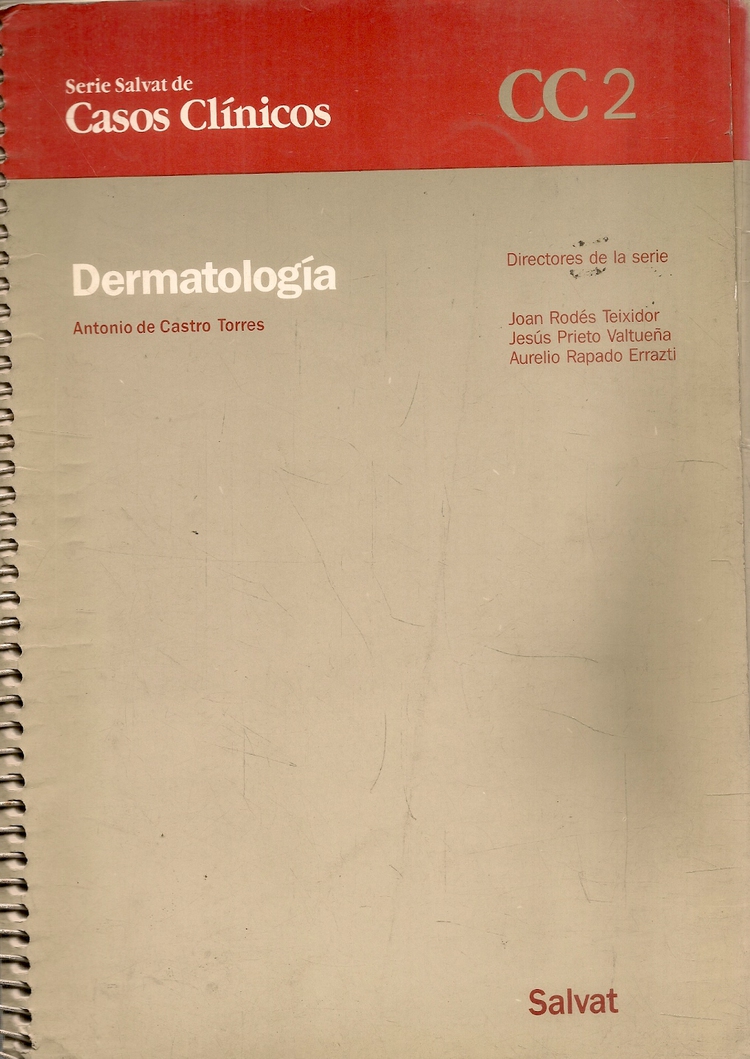 Serie Salvat de
Casos Clínicos
CC 2
Dermatología
Antonio de Castro Torres
Directores de la serie
Joan Rodés Teixidor
Jesús Prieto Valtueña
Aurelio Rapado Errazti
Salvat